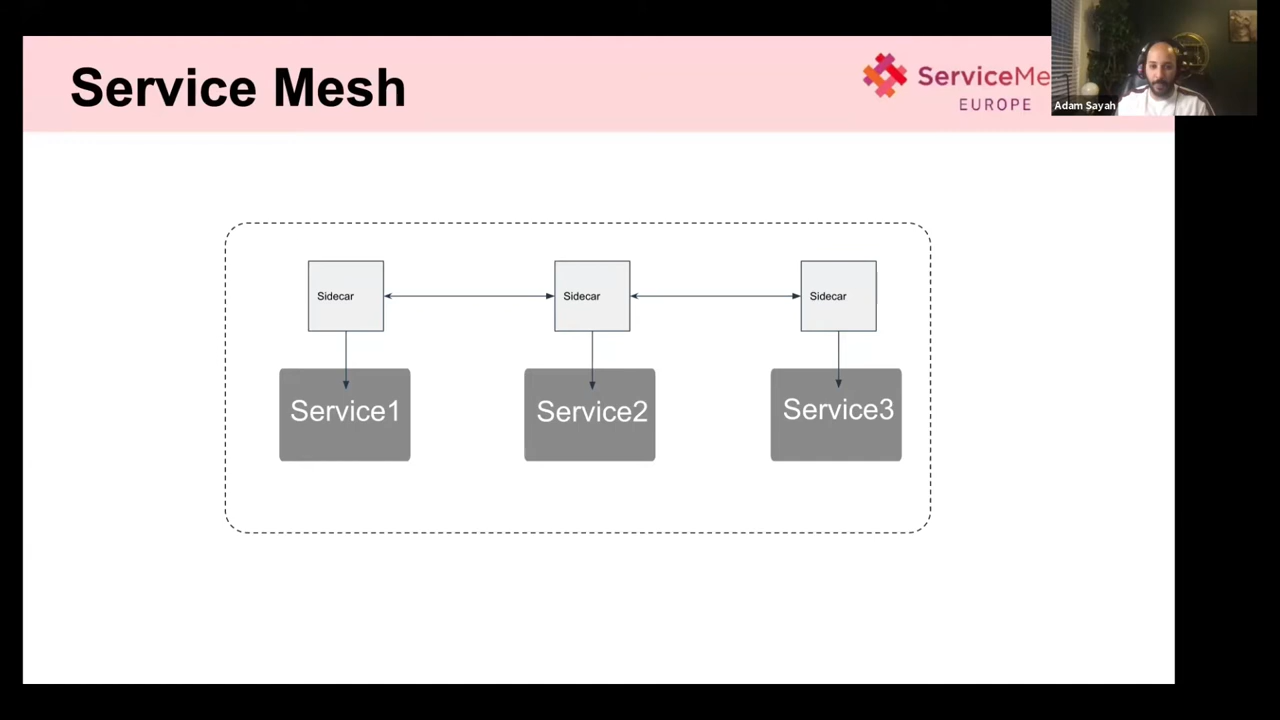 Service Mesh
ServiceMe
EUROPE
Adam Sayah
Sidecar
Sidecar
Sidecar
Service1
Service2
Service3